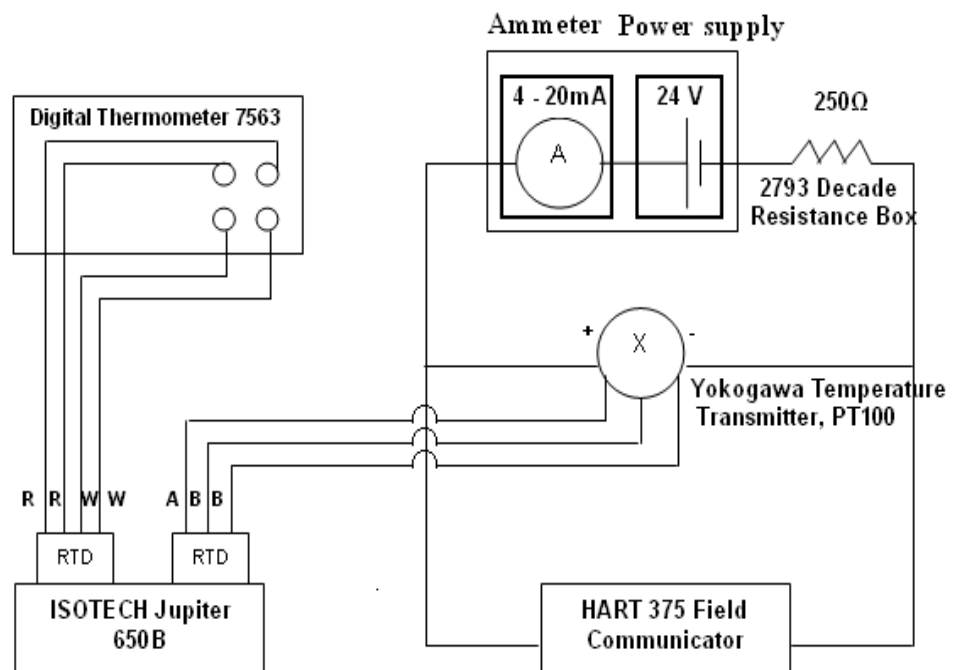 Ammeter Power supply
4 - 20mA
24 V
250Ω
A
2793 Decade
Resistance Box
Digital Thermometer 7563
+
X
-
Yokogawa Temperature
Transmitter, PT100
R R W W
A B B
RTD
RTD
ISOTECH Jupiter
650B
HART 375 Field
Communicator